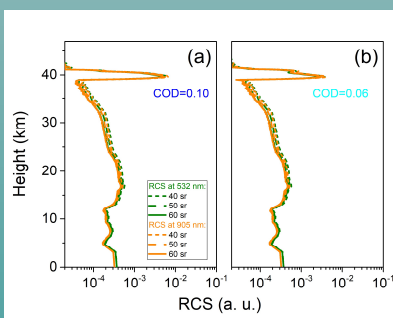 (a)
(b)
COD=0.10
COD=0.06
Height (km)
50
40
30
20
10
0
RCS at 532 nm:
40 sr
50 sr
60 sr
RCS at 905 nm:
40 sr
50 sr
60 sr
10⁻⁴ 10⁻³ 10⁻² 10⁻¹ 10⁻⁴ 10⁻³ 10⁻² 10⁻¹
RCS (a. u.)